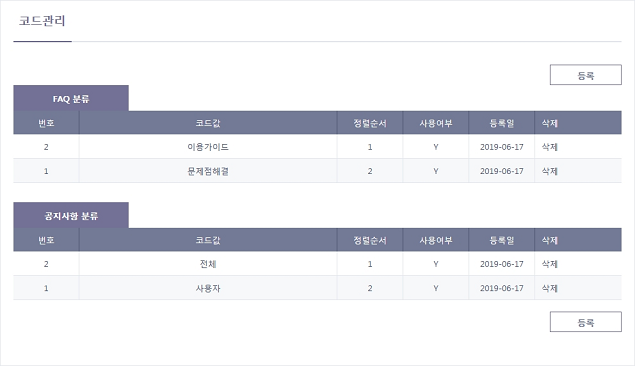 코드관리
등록
FAQ 분류
번호 코드값 정렬순서 사용여부 등록일 삭제
2 이용가이드 1 Y 2019-06-17 삭제
1 문제점해결 2 Y 2019-06-17 삭제
공지사항 분류
번호 코드값 정렬순서 사용여부 등록일 삭제
2 전체 1 Y 2019-06-17 삭제
1 사용자 2 Y 2019-06-17 삭제
등록